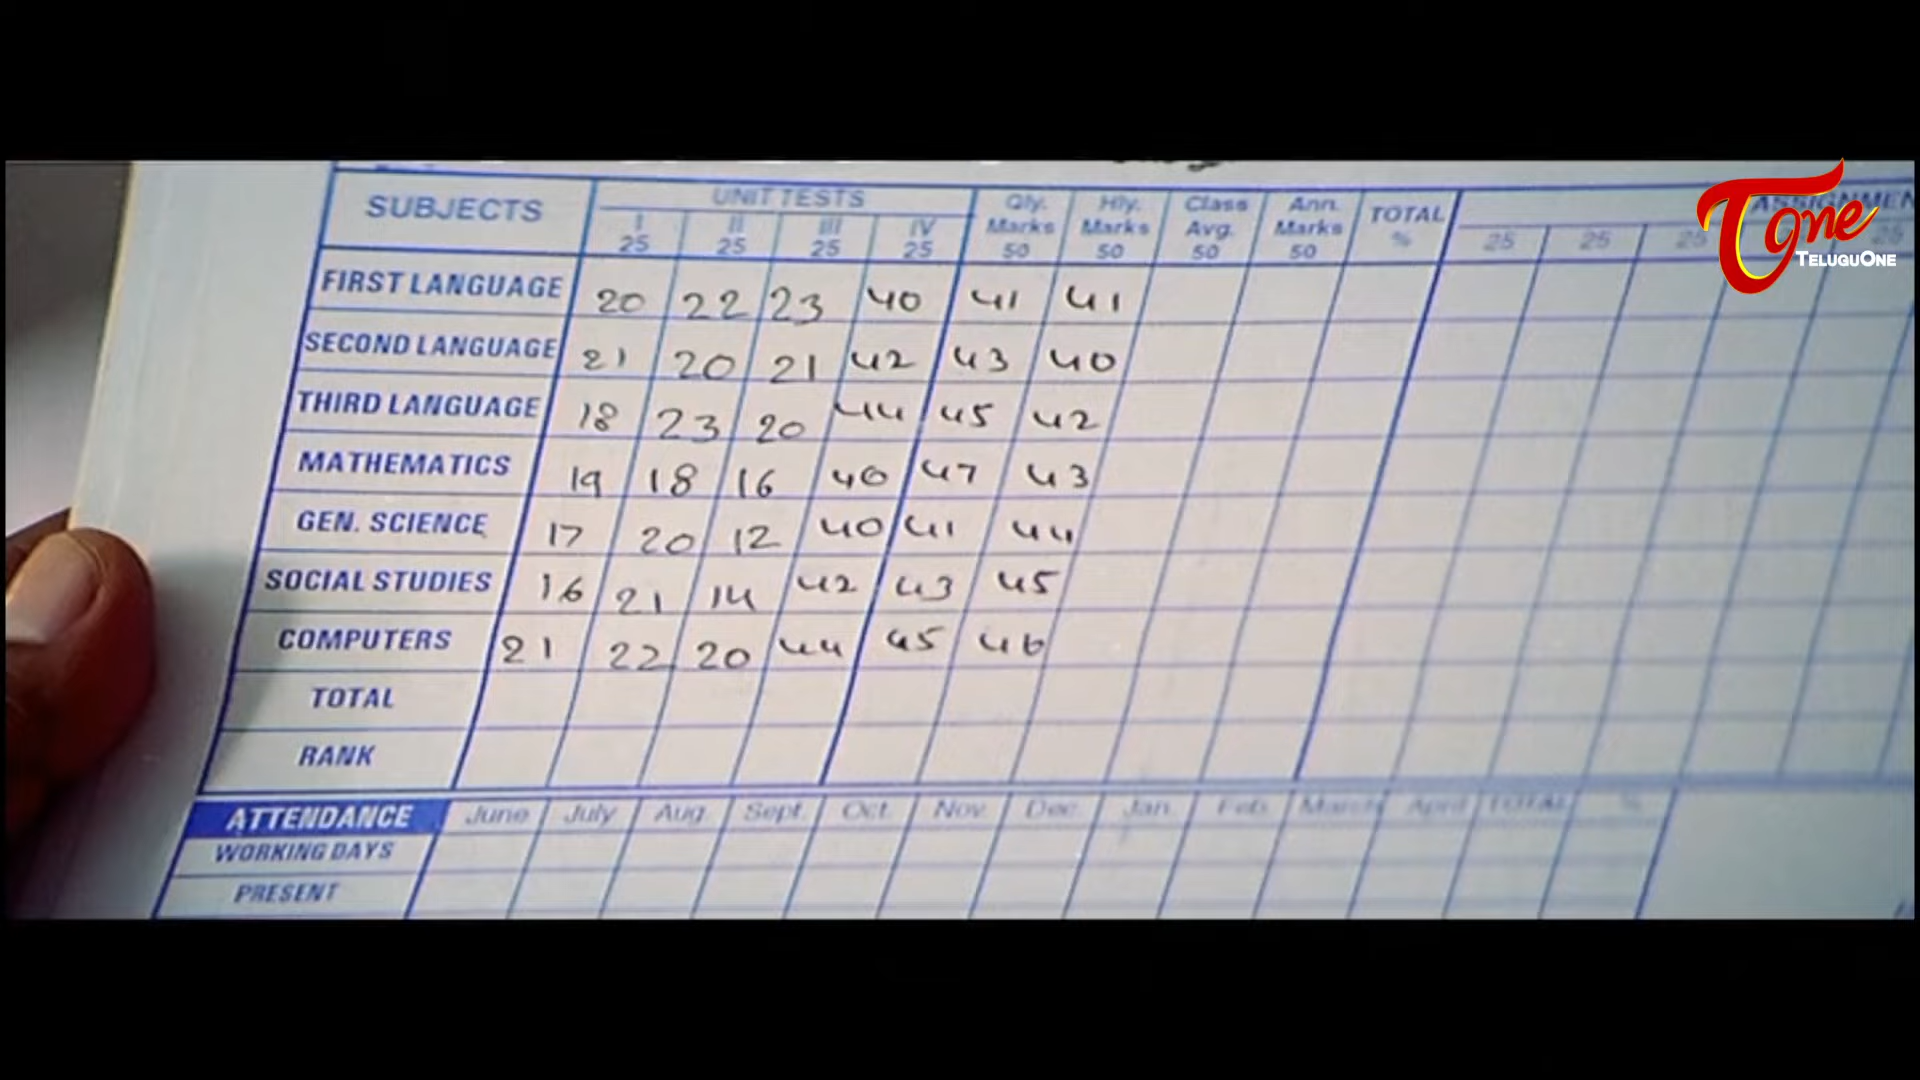 SUBJECTS UNIT TESTS Qly. Marks 50 Hly. Marks 50 Class Avg. 50 Ann. Marks 50 TOTAL % ASSIGNMEN
I 25 II 25 III 25 IV 25 25 25 25 25
FIRST LANGUAGE 20 22 23 40 41 41
SECOND LANGUAGE 21 20 21 42 43 40
THIRD LANGUAGE 18 23 20 44 45 42
MATHEMATICS 19 18 16 40 47 43
GEN. SCIENCE 17 20 12 40 41 44
SOCIAL STUDIES 16 21 14 42 43 45
COMPUTERS 21 22 20 44 45 46
TOTAL
RANK
ATTENDANCE June July Aug. Sept. Oct. Nov. Dec. Jan. Feb. March April TOTAL %
WORKING DAYS
PRESENT
Tone
TELUGUONE